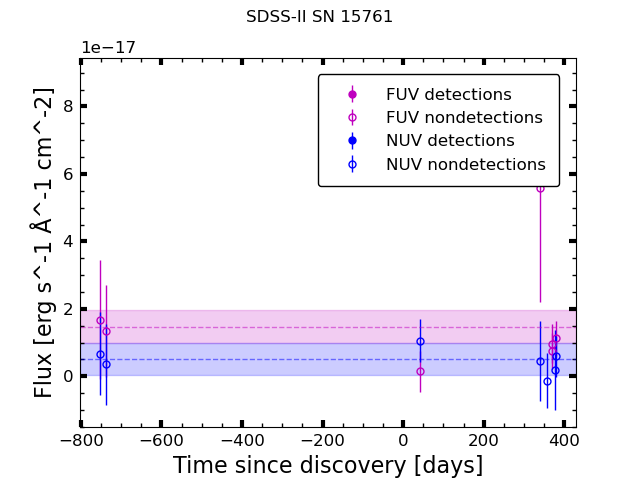 SDSS-II SN 15761
1e−17
FUV detections
FUV nondetections
NUV detections
NUV nondetections
8
6
4
2
0
Flux [erg s^-1 Å^-1 cm^-2]
−800 −600 −400 −200 0 200 400
Time since discovery [days]